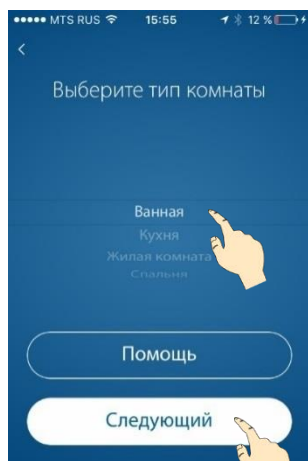 MTS RUS 15:55 12 %
Выберите тип комнаты
Ванная
Кухня
Жилая комната
Спальня
Помощь
Следующий